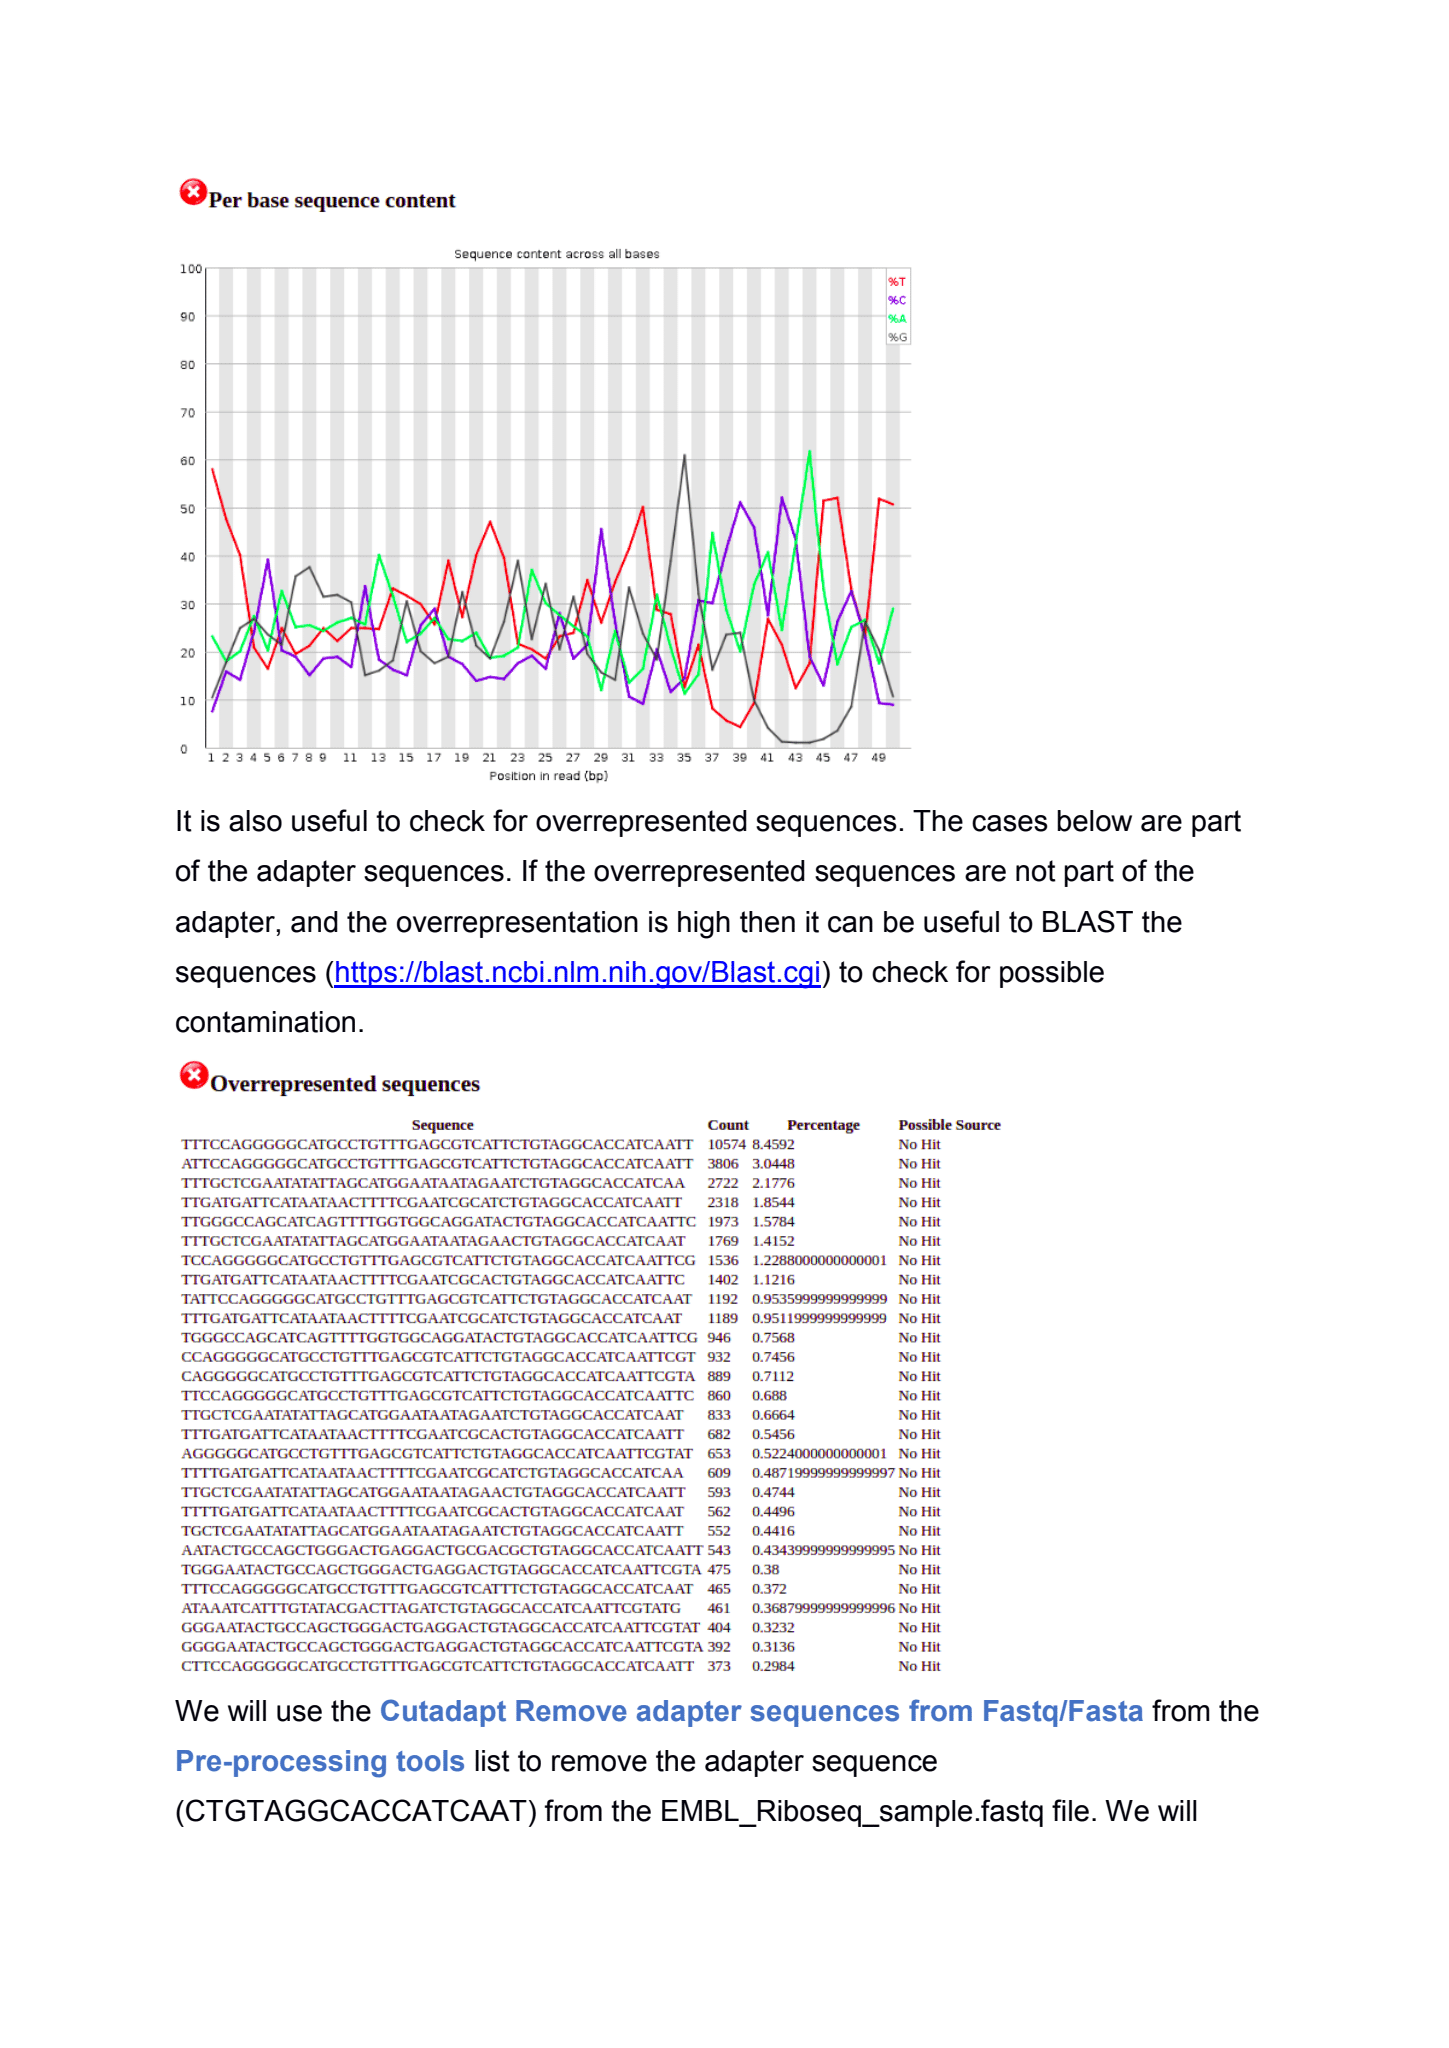 Per base sequence content
Sequence content across all bases
100
90
80
70
60
50
40
30
20
10
0
%T
%C
%A
%G
1 2 3 4 5 6 7 8 9 11 13 15 17 19 21 23 25 27 29 31 33 35 37 39 41 43 45 47 49
Position in read (bp)
It is also useful to check for overrepresented sequences. The cases below are part
of the adapter sequences. If the overrepresented sequences are not part of the
adapter, and the overrepresentation is high then it can be useful to BLAST the
sequences (https://blast.ncbi.nlm.nih.gov/Blast.cgi) to check for possible
contamination.
Overrepresented sequences
Sequence Count Percentage Possible Source
TTTCCAGGGGGCATGCCTGTTTGAGCGTCATTCTGTAGGCACCATCAATT 10574 8.4592 No Hit
ATTCCAGGGGGCATGCCTGTTTGAGCGTCATTCTGTAGGCACCATCAATT 3806 3.0448 No Hit
TTTGCTCGAATATATTAGCATGGAATAATAGAATCTGTAGGCACCATCAA 2722 2.1776 No Hit
TTGATGATTCATAATAACTTTTCGAATCGCATCTGTAGGCACCATCAATT 2318 1.8544 No Hit
TTGGGCCAGCATCAGTTTTGGTGGCAGGATACTGTAGGCACCATCAATTC 1973 1.5784 No Hit
TTTGCTCGAATATATTAGCATGGAATAATAGAACTGTAGGCACCATCAAT 1769 1.4152 No Hit
TCCAGGGGGCATGCCTGTTTGAGCGTCATTCTGTAGGCACCATCAATTCG 1536 1.2288000000000001 No Hit
TTGATGATTCATAATAACTTTTCGAATCGCACTGTAGGCACCATCAATTC 1402 1.1216 No Hit
TATTCCAGGGGGCATGCCTGTTTGAGCGTCATTCTGTAGGCACCATCAAT 1192 0.9535999999999999 No Hit
TTTGATGATTCATAATAACTTTTCGAATCGCATCTGTAGGCACCATCAAT 1189 0.9511999999999999 No Hit
TGGGCCAGCATCAGTTTTGGTGGCAGGATACTGTAGGCACCATCAATTCG 946 0.7568 No Hit
CCAGGGGGCATGCCTGTTTGAGCGTCATTCTGTAGGCACCATCAATTCGT 932 0.7456 No Hit
CAGGGGGCATGCCTGTTTGAGCGTCATTCTGTAGGCACCATCAATTCGTA 889 0.7112 No Hit
TTCCAGGGGGCATGCCTGTTTGAGCGTCATTCTGTAGGCACCATCAATTC 860 0.688 No Hit
TTGCTCGAATATATTAGCATGGAATAATAGAATCTGTAGGCACCATCAAT 833 0.6664 No Hit
TTTGATGATTCATAATAACTTTTCGAATCGCACTGTAGGCACCATCAATT 682 0.5456 No Hit
AGGGGGCATGCCTGTTTGAGCGTCATTCTGTAGGCACCATCAATTCGTAT 653 0.5224000000000001 No Hit
TTTTGATGATTCATAATAACTTTTCGAATCGCATCTGTAGGCACCATCAA 609 0.48719999999999997 No Hit
TTGCTCGAATATATTAGCATGGAATAATAGAACTGTAGGCACCATCAATT 593 0.4744 No Hit
TTTTGATGATTCATAATAACTTTTCGAATCGCACTGTAGGCACCATCAAT 562 0.4496 No Hit
TGCTCGAATATATTAGCATGGAATAATAGAATCTGTAGGCACCATCAATT 552 0.4416 No Hit
AATACTGCCAGCTGGGACTGAGGACTGCGACGCTGTAGGCACCATCAATT 543 0.43439999999999995 No Hit
TGGGAATACTGCCAGCTGGGACTGAGGACTGTAGGCACCATCAATTCGTA 475 0.38 No Hit
TTTCCAGGGGGCATGCCTGTTTGAGCGTCATTTCTGTAGGCACCATCAAT 465 0.372 No Hit
ATAAATCATTTGTATACGACTTAGATCTGTAGGCACCATCAATTCGTATG 461 0.36879999999999996 No Hit
GGGAATACTGCCAGCTGGGACTGAGGACTGTAGGCACCATCAATTCGTAT 404 0.3232 No Hit
GGGGAATACTGCCAGCTGGGACTGAGGACTGTAGGCACCATCAATTCGTA 392 0.3136 No Hit
CTTCCAGGGGGCATGCCTGTTTGAGCGTCATTCTGTAGGCACCATCAATT 373 0.2984 No Hit
We will use the Cutadapt Remove adapter sequences from Fastq/Fasta from the
Pre-processing tools list to remove the adapter sequence
(CTGTAGGCACCATCAAT) from the EMBL_Riboseq_sample.fastq file. We will